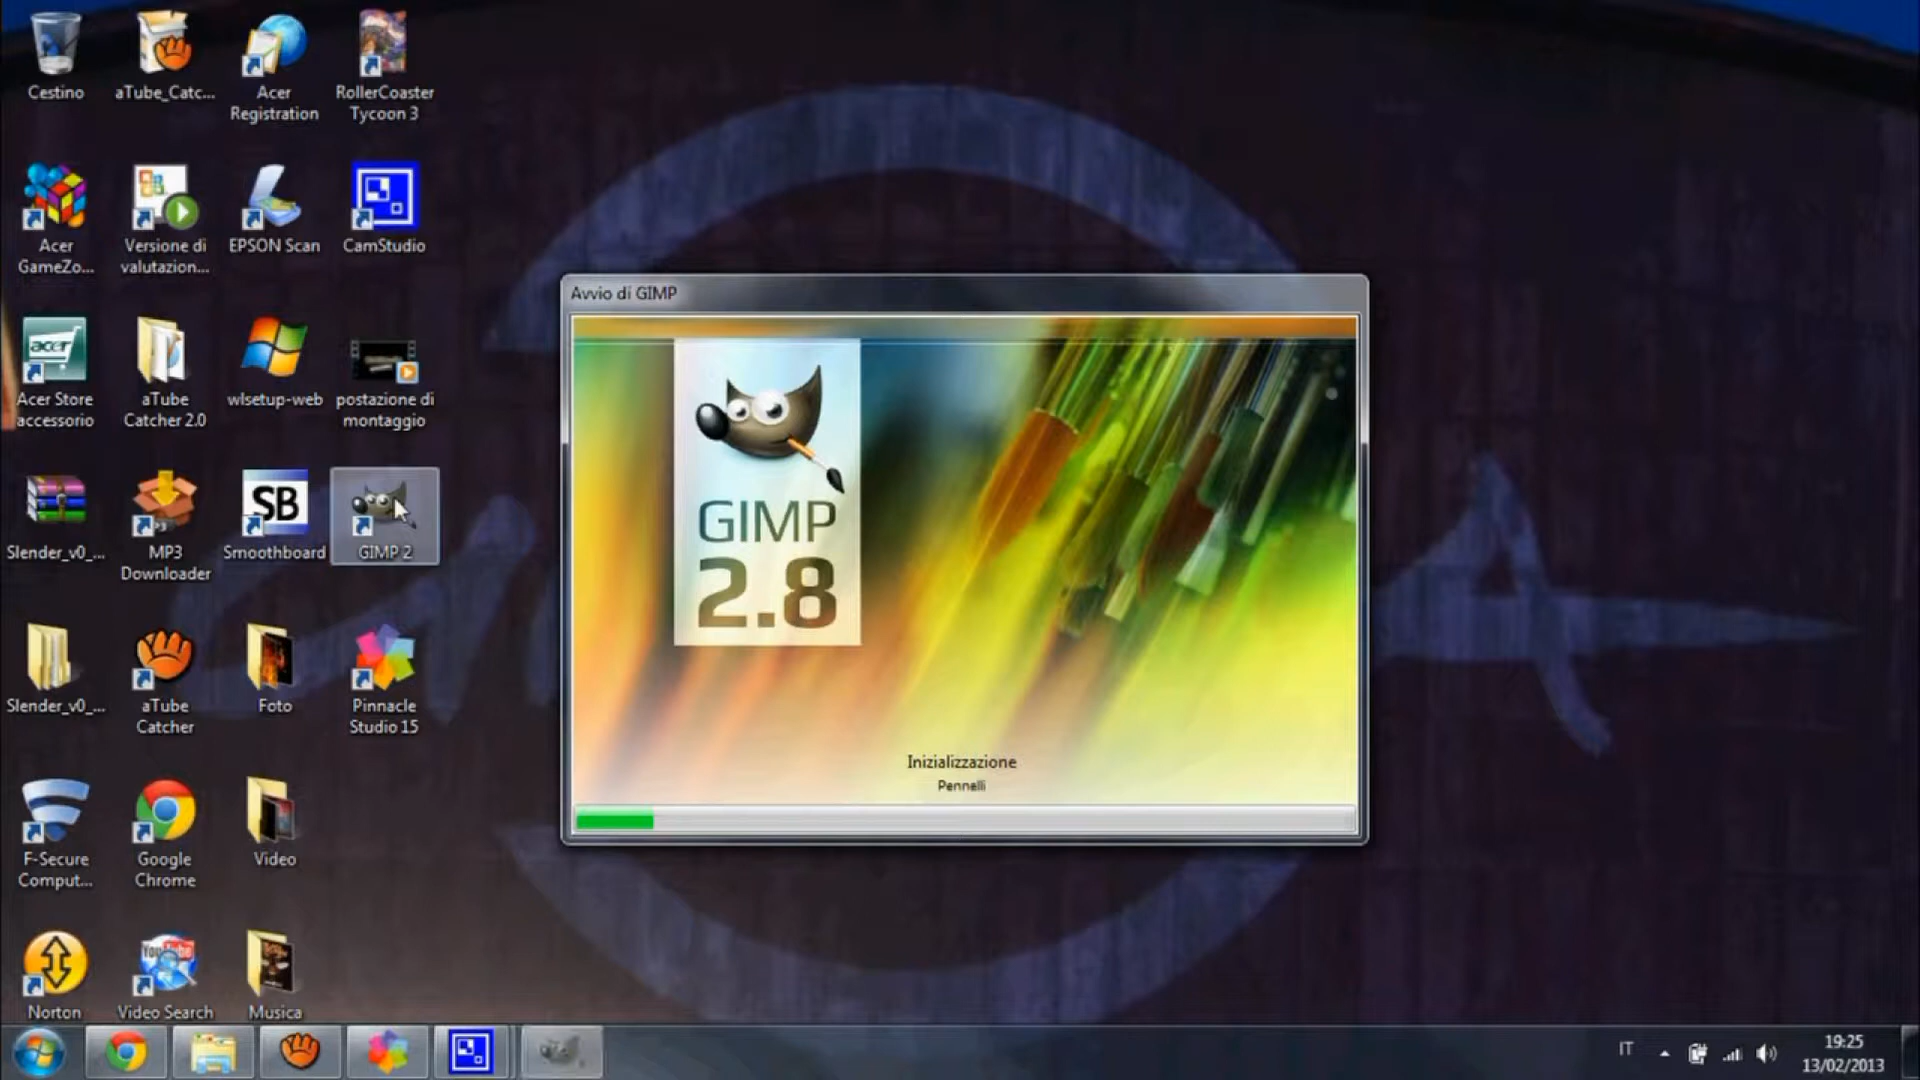 Cestino
aTube_Catc...
Acer
Registration
RollerCoaster
Tycoon 3
Acer
GameZo...
Versione di
valutazion...
EPSON Scan
CamStudio
Acer Store
accessorio
acer
aTube
Catcher 2.0
wlsetup-web
postazione di
montaggio
Slender_v0_...
MP3
Downloader
SB
Smoothboard
GIMP 2
Slender_v0_...
aTube
Catcher
Foto
Pinnacle
Studio 15
F-Secure
Comput...
Google
Chrome
Video
Norton
Video Search
Musica
Avvio di GIMP
GIMP
2.8
Inizializzazione
Pennelli
IT
19:25
13/02/2013